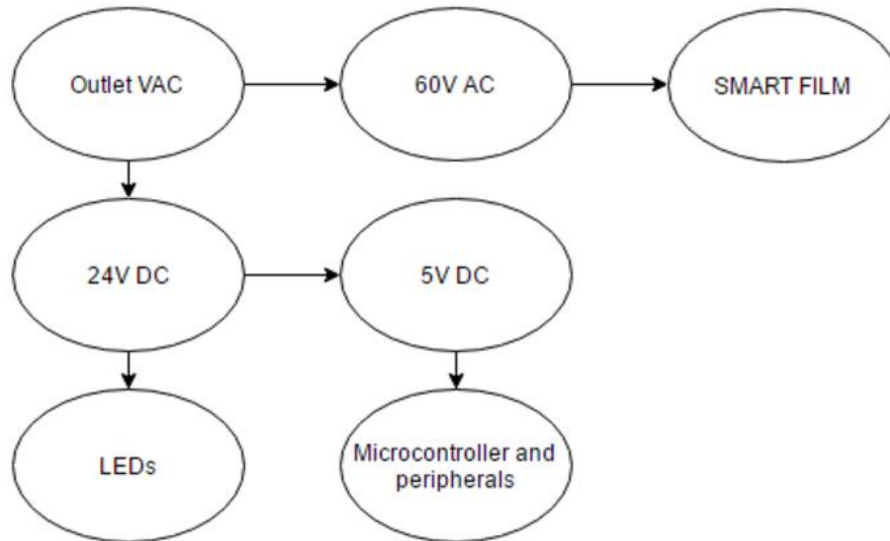 Outlet VAC
60V AC
SMART FILM
24V DC
5V DC
LEDs
Microcontroller and
peripherals